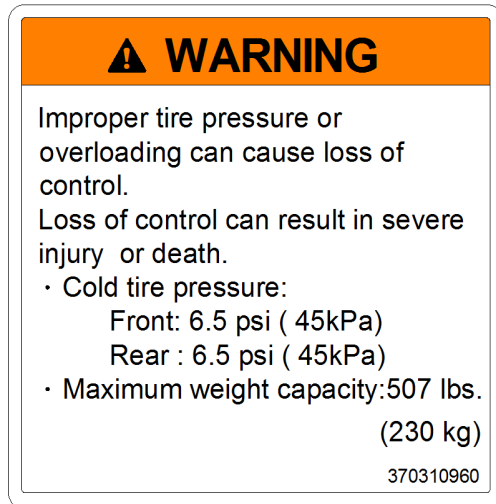 WARNING
Improper tire pressure or
overloading can cause loss of
control.
Loss of control can result in severe
injury or death.
· Cold tire pressure:
Front: 6.5 psi ( 45kPa)
Rear : 6.5 psi ( 45kPa)
· Maximum weight capacity:507 lbs.
(230 kg)
370310960